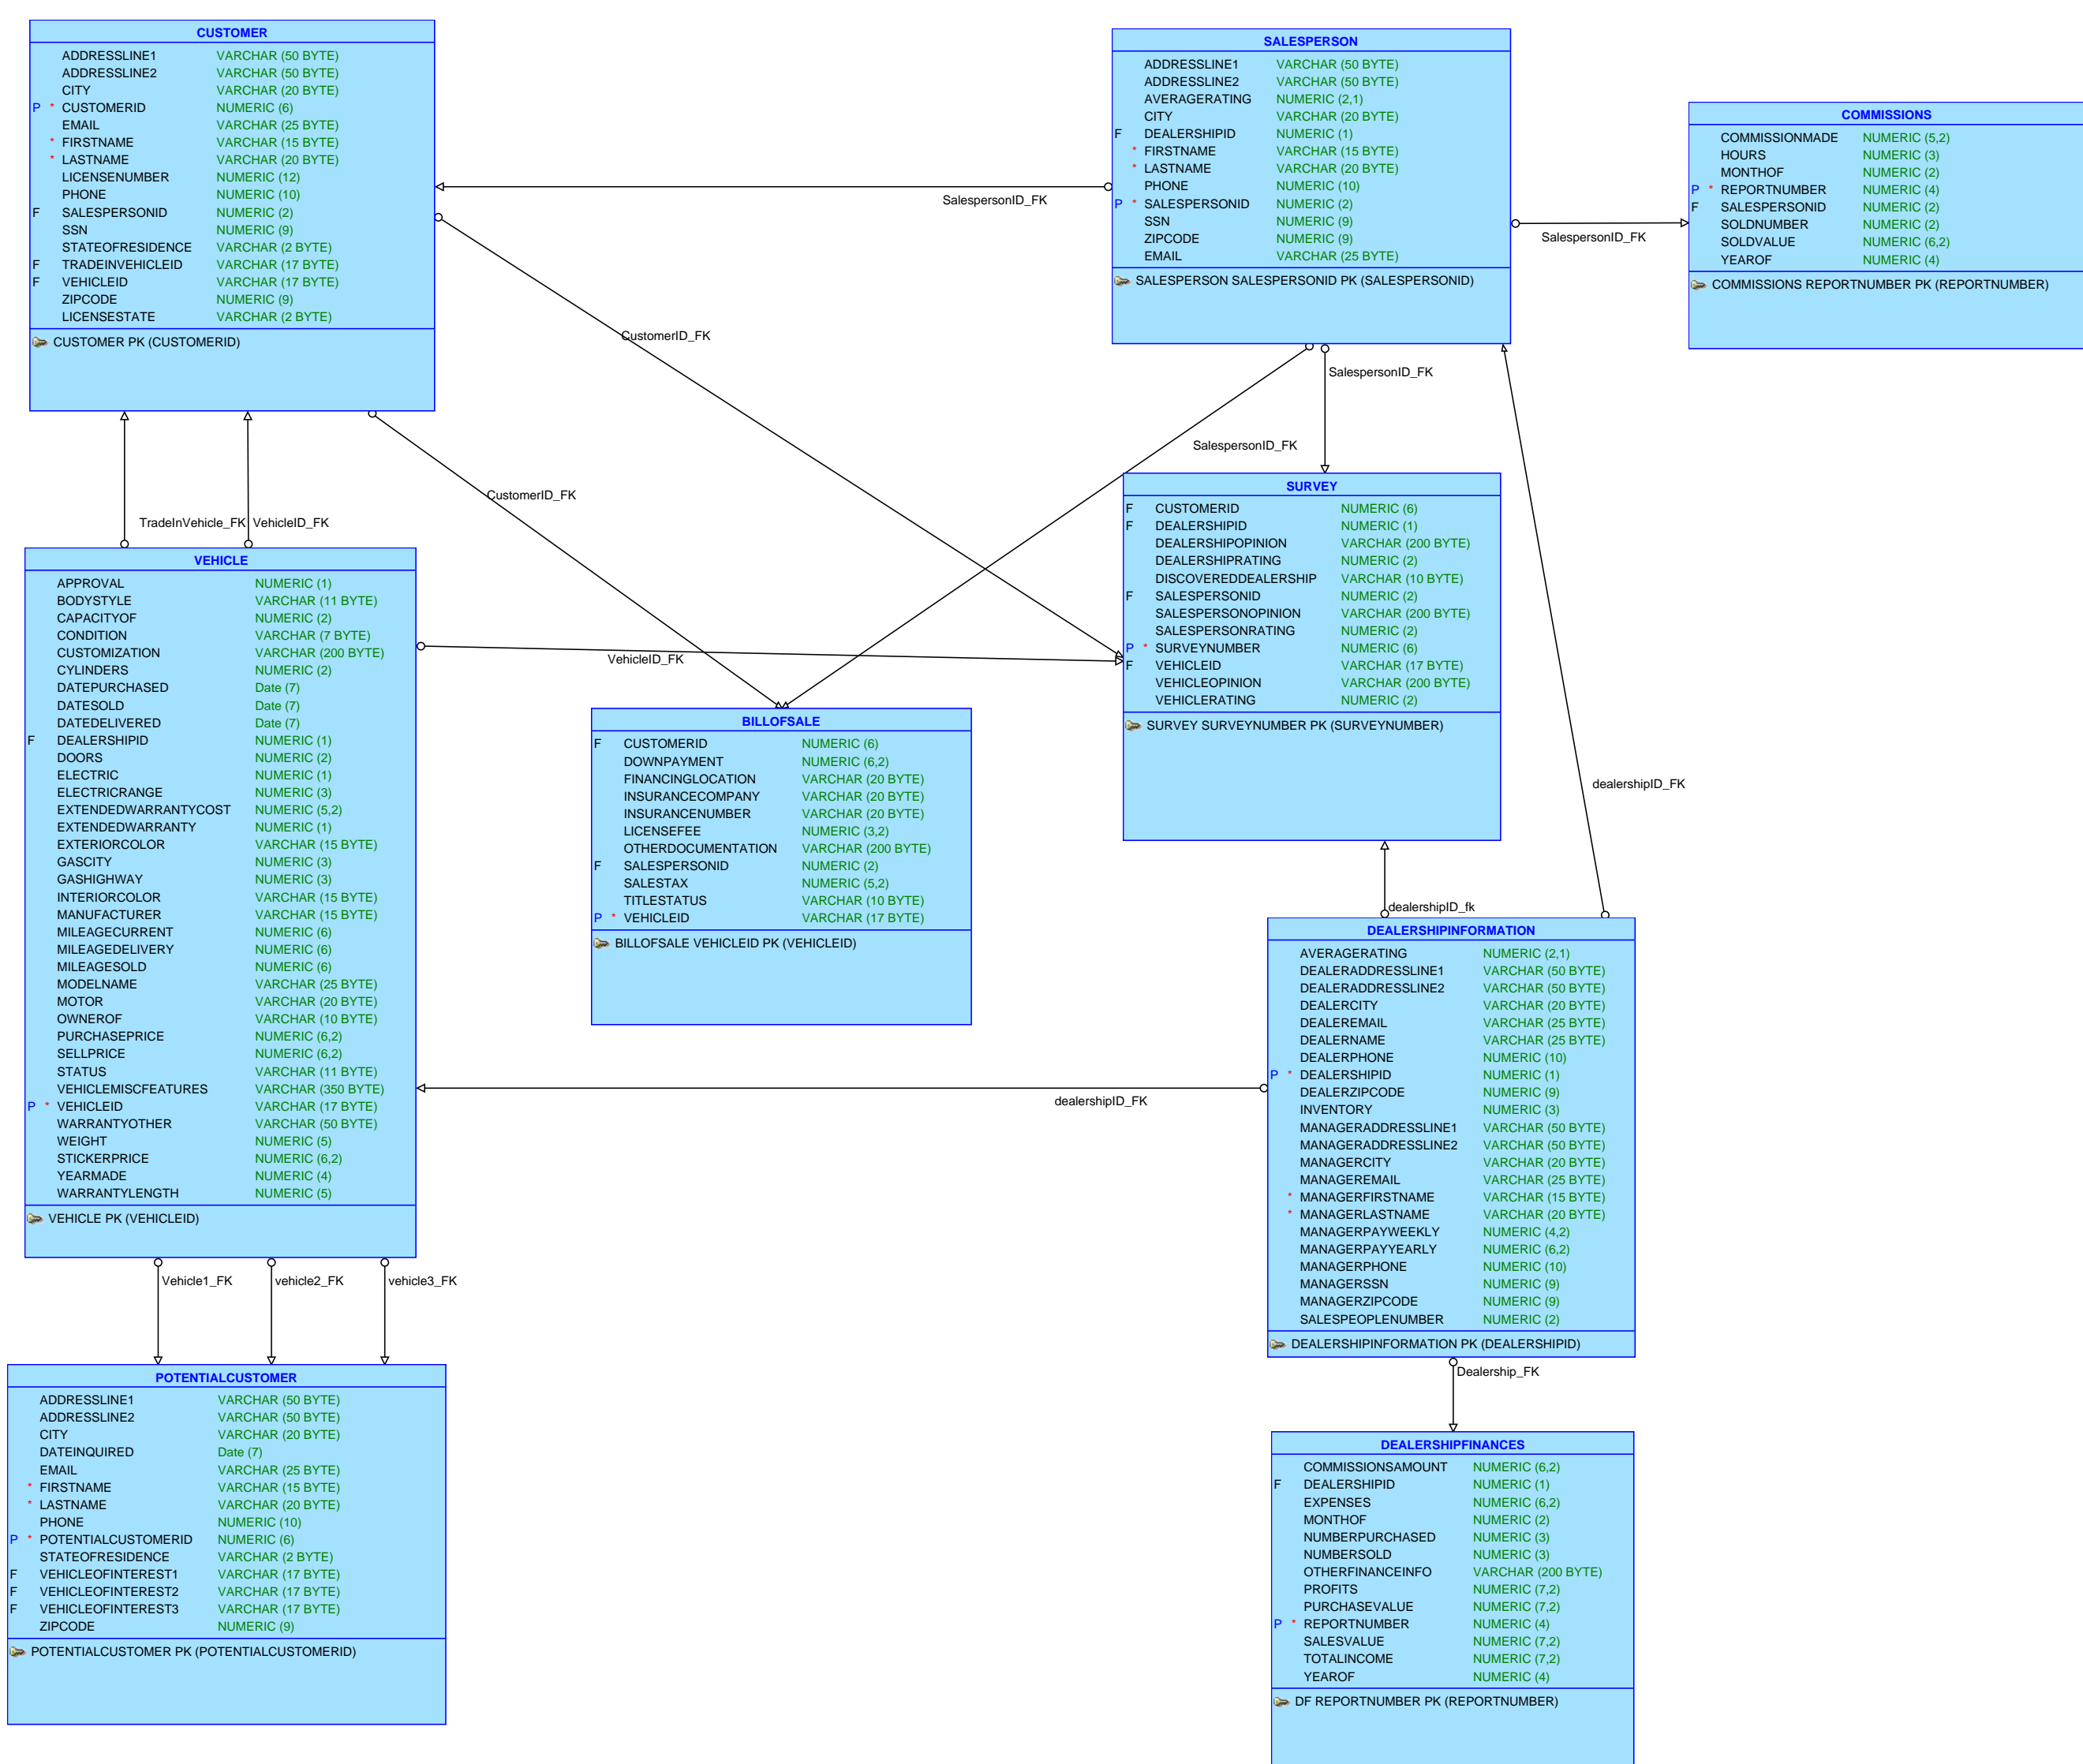 CUSTOMER
ADDRESSLINE1 VARCHAR (50 BYTE)
ADDRESSLINE2 VARCHAR (50 BYTE)
CITY VARCHAR (20 BYTE)
P * CUSTOMERID NUMERIC (6)
EMAIL VARCHAR (25 BYTE)
* FIRSTNAME VARCHAR (15 BYTE)
* LASTNAME VARCHAR (20 BYTE)
LICENSENUMBER NUMERIC (12)
PHONE NUMERIC (10)
F SALESPERSONID NUMERIC (2)
SSN NUMERIC (9)
STATEOFRESIDENCE VARCHAR (2 BYTE)
F TRADEINVEHICLEID VARCHAR (17 BYTE)
F VEHICLEID VARCHAR (17 BYTE)
ZIPCODE NUMERIC (9)
LICENSESTATE VARCHAR (2 BYTE)
CUSTOMER PK (CUSTOMERID)
SALESPERSON
ADDRESSLINE1 VARCHAR (50 BYTE)
ADDRESSLINE2 VARCHAR (50 BYTE)
AVERAGERATING NUMERIC (2,1)
CITY VARCHAR (20 BYTE)
F DEALERSHIPID NUMERIC (1)
* FIRSTNAME VARCHAR (15 BYTE)
* LASTNAME VARCHAR (20 BYTE)
PHONE NUMERIC (10)
P * SALESPERSONID NUMERIC (2)
SSN NUMERIC (9)
ZIPCODE NUMERIC (9)
EMAIL VARCHAR (25 BYTE)
SALESPERSON SALESPERSONID PK (SALESPERSONID)
COMMISSIONS
COMMISSIONMADE NUMERIC (5,2)
HOURS NUMERIC (3)
MONTHOF NUMERIC (2)
P * REPORTNUMBER NUMERIC (4)
F SALESPERSONID NUMERIC (2)
SOLDNUMBER NUMERIC (2)
SOLDVALUE NUMERIC (6,2)
YEAROF NUMERIC (4)
COMMISSIONS REPORTNUMBER PK (REPORTNUMBER)
SalespersonID_FK
SalespersonID_FK
CustomerID_FK
SalespersonID_FK
SalespersonID_FK
CustomerID_FK
TradeInVehicle_FK
VehicleID_FK
VehicleID_FK
dealershipID_FK
VEHICLE
APPROVAL NUMERIC (1)
BODYSTYLE VARCHAR (11 BYTE)
CAPACITYOF NUMERIC (2)
CONDITION VARCHAR (7 BYTE)
CUSTOMIZATION VARCHAR (200 BYTE)
CYLINDERS NUMERIC (2)
DATEPURCHASED Date (7)
DATESOLD Date (7)
DATEDELIVERED Date (7)
F DEALERSHIPID NUMERIC (1)
DOORS NUMERIC (2)
ELECTRIC NUMERIC (1)
ELECTRICRANGE NUMERIC (3)
EXTENDEDWARRANTYCOST NUMERIC (5,2)
EXTENDEDWARRANTY NUMERIC (1)
EXTERIORCOLOR VARCHAR (15 BYTE)
GASCITY NUMERIC (3)
GASHIGHWAY NUMERIC (3)
INTERIORCOLOR VARCHAR (15 BYTE)
MANUFACTURER VARCHAR (15 BYTE)
MILEAGECURRENT NUMERIC (6)
MILEAGEDELIVERY NUMERIC (6)
MILEAGESOLD NUMERIC (6)
MODELNAME VARCHAR (25 BYTE)
MOTOR VARCHAR (20 BYTE)
OWNEROF VARCHAR (10 BYTE)
PURCHASEPRICE NUMERIC (6,2)
SELLPRICE NUMERIC (6,2)
STATUS VARCHAR (11 BYTE)
VEHICLEMISCFEATURES VARCHAR (350 BYTE)
P * VEHICLEID VARCHAR (17 BYTE)
WARRANTYOTHER VARCHAR (50 BYTE)
WEIGHT NUMERIC (5)
STICKERPRICE NUMERIC (6,2)
YEARMADE NUMERIC (4)
WARRANTYLENGTH NUMERIC (5)
VEHICLE PK (VEHICLEID)
SURVEY
F CUSTOMERID NUMERIC (6)
F DEALERSHIPID NUMERIC (1)
DEALERSHIPOPINION VARCHAR (200 BYTE)
DEALERSHIPRATING NUMERIC (2)
DISCOVEREDDEALERSHIP VARCHAR (10 BYTE)
F SALESPERSONID NUMERIC (2)
SALESPERSONOPINION VARCHAR (200 BYTE)
SALESPERSONRATING NUMERIC (2)
P * SURVEYNUMBER NUMERIC (6)
F VEHICLEID VARCHAR (17 BYTE)
VEHICLEOPINION VARCHAR (200 BYTE)
VEHICLERATING NUMERIC (2)
SURVEY SURVEYNUMBER PK (SURVEYNUMBER)
BILLOFSALE
F CUSTOMERID NUMERIC (6)
DOWNPAYMENT NUMERIC (6,2)
FINANCINGLOCATION VARCHAR (20 BYTE)
INSURANCECOMPANY VARCHAR (20 BYTE)
INSURANCENUMBER VARCHAR (20 BYTE)
LICENSEFEE NUMERIC (3,2)
OTHERDOCUMENTATION VARCHAR (200 BYTE)
F SALESPERSONID NUMERIC (2)
SALESTAX NUMERIC (5,2)
TITLESTATUS VARCHAR (10 BYTE)
P * VEHICLEID VARCHAR (17 BYTE)
BILLOFSALE VEHICLEID PK (VEHICLEID)
dealershipID_fk
dealershipID_FK
DEALERSHIPINFORMATION
AVERAGERATING NUMERIC (2,1)
DEALERADDRESSLINE1 VARCHAR (50 BYTE)
DEALERADDRESSLINE2 VARCHAR (50 BYTE)
DEALERCITY VARCHAR (20 BYTE)
DEALEREMAIL VARCHAR (25 BYTE)
DEALERNAME VARCHAR (25 BYTE)
DEALERPHONE NUMERIC (10)
P * DEALERSHIPID NUMERIC (1)
DEALERZIPCODE NUMERIC (9)
INVENTORY NUMERIC (3)
MANAGERADDRESSLINE1 VARCHAR (50 BYTE)
MANAGERADDRESSLINE2 VARCHAR (50 BYTE)
MANAGERCITY VARCHAR (20 BYTE)
MANAGEREMAIL VARCHAR (25 BYTE)
* MANAGERFIRSTNAME VARCHAR (15 BYTE)
* MANAGERLASTNAME VARCHAR (20 BYTE)
MANAGERPAYWEEKLY NUMERIC (4,2)
MANAGERPAYYEARLY NUMERIC (6,2)
MANAGERPHONE NUMERIC (10)
MANAGERSSN NUMERIC (9)
MANAGERZIPCODE NUMERIC (9)
SALESPEOPLENUMBER NUMERIC (2)
DEALERSHIPINFORMATION PK (DEALERSHIPID)
Vehicle1_FK
vehicle2_FK
vehicle3_FK
Dealership_FK
POTENTIALCUSTOMER
ADDRESSLINE1 VARCHAR (50 BYTE)
ADDRESSLINE2 VARCHAR (50 BYTE)
CITY VARCHAR (20 BYTE)
DATEINQUIRED Date (7)
EMAIL VARCHAR (25 BYTE)
* FIRSTNAME VARCHAR (15 BYTE)
* LASTNAME VARCHAR (20 BYTE)
PHONE NUMERIC (10)
P * POTENTIALCUSTOMERID NUMERIC (6)
STATEOFRESIDENCE VARCHAR (2 BYTE)
F VEHICLEOFINTEREST1 VARCHAR (17 BYTE)
F VEHICLEOFINTEREST2 VARCHAR (17 BYTE)
F VEHICLEOFINTEREST3 VARCHAR (17 BYTE)
ZIPCODE NUMERIC (9)
POTENTIALCUSTOMER PK (POTENTIALCUSTOMERID)
DEALERSHIPFINANCES
COMMISSIONSAMOUNT NUMERIC (6,2)
F DEALERSHIPID NUMERIC (1)
EXPENSES NUMERIC (6,2)
MONTHOF NUMERIC (2)
NUMBERPURCHASED NUMERIC (3)
NUMBERSOLD NUMERIC (3)
OTHERFINANCEINFO VARCHAR (200 BYTE)
PROFITS NUMERIC (7,2)
PURCHASEVALUE NUMERIC (7,2)
P * REPORTNUMBER NUMERIC (4)
SALESVALUE NUMERIC (7,2)
TOTALINCOME NUMERIC (7,2)
YEAROF NUMERIC (4)
DF REPORTNUMBER PK (REPORTNUMBER)